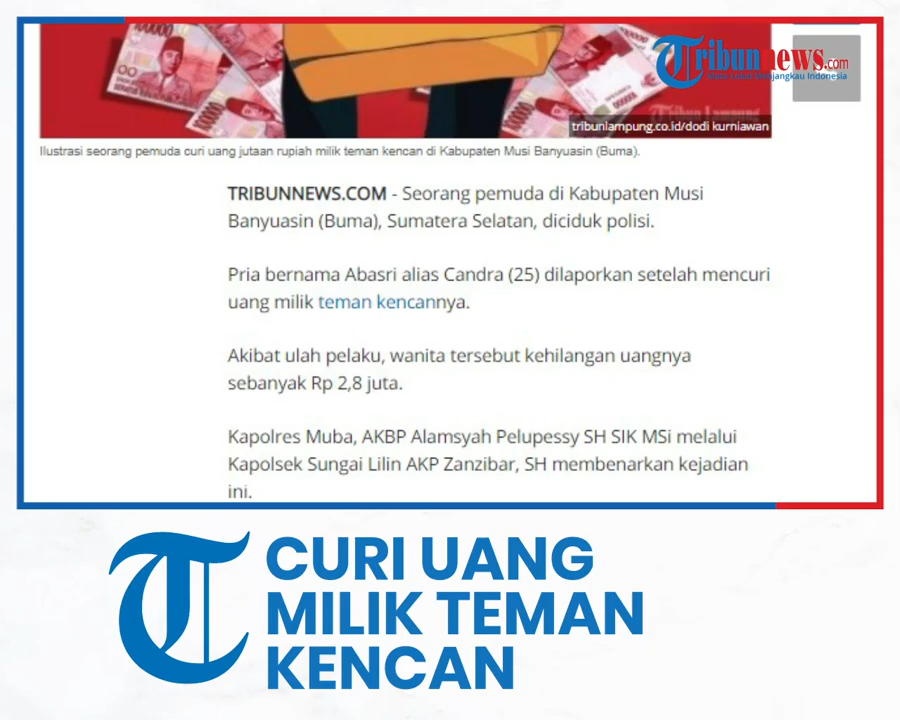 Tribunnews.com
tribunlampung.co.id/dodi kurniawan
Ilustrasi seorang pemuda curi uang jutaan rupiah milik teman kencan di Kabupaten Musi Banyuasin (Buma).
TRIBUNNEWS.COM - Seorang pemuda di Kabupaten Musi
Banyuasin (Buma), Sumatera Selatan, diciduk polisi.
Pria bernama Abasri alias Candra (25) dilaporkan setelah mencuri
uang milik teman kencannya.
Akibat ulah pelaku, wanita tersebut kehilangan uangnya
sebanyak Rp 2,8 juta.
Kapolres Muba, AKBP Alamsyah Pelupessy SH SIK MSi melalui
Kapolsek Sungai Lilin AKP Zanzibar, SH membenarkan kejadian
ini.
T CURI UANG
MILIK TEMAN
KENCAN